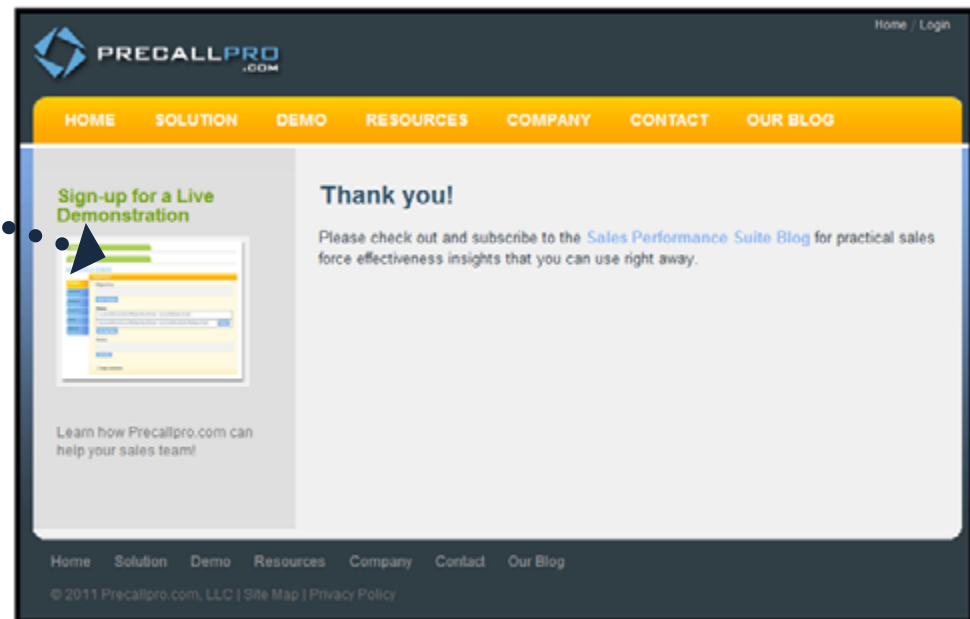 Home / Login
PRECALLPRO
.COM
HOME SOLUTION DEMO RESOURCES COMPANY CONTACT OUR BLOG
Sign-up for a Live
Demonstration
Learn how Precallpro.com can
help your sales team!
Thank you!
Please check out and subscribe to the Sales Performance Suite Blog for practical sales
force effectiveness insights that you can use right away.
Home Solution Demo Resources Company Contact Our Blog
© 2011 Precallpro.com, LLC | Site Map | Privacy Policy